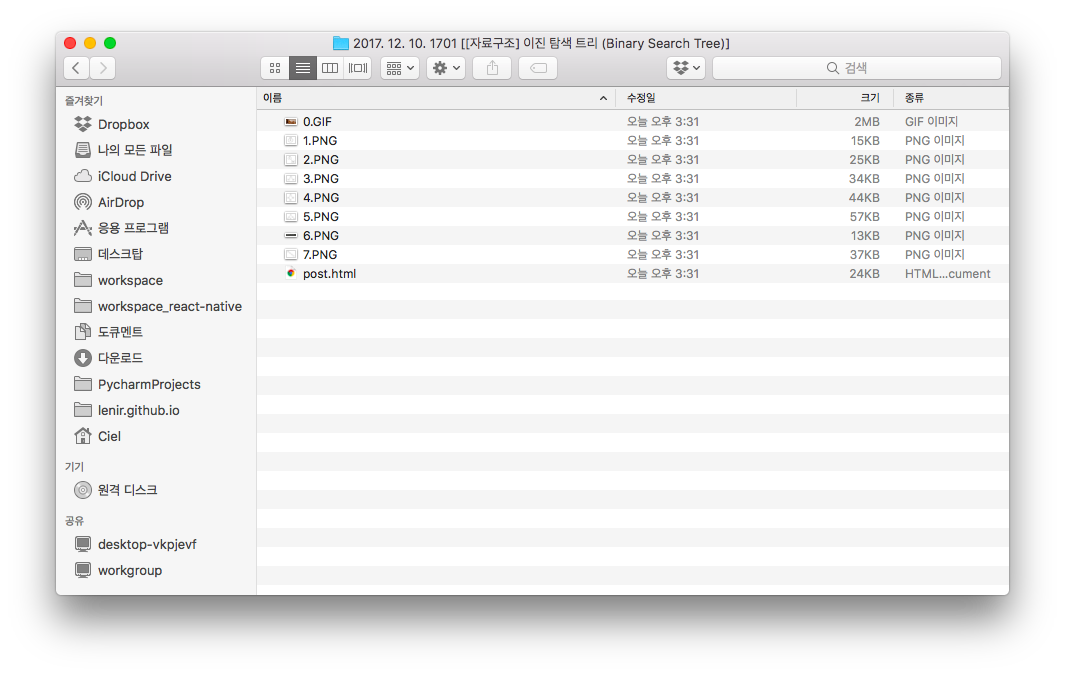 2017. 12. 10. 1701 [[자료구조] 이진 탐색 트리 (Binary Search Tree)]
검색
즐겨찾기
Dropbox
나의 모든 파일
iCloud Drive
AirDrop
응용 프로그램
데스크탑
workspace
workspace_react-native
도큐멘트
다운로드
PycharmProjects
lenir.github.io
Ciel
기기
원격 디스크
공유
desktop-vkpjevf
workgroup
이름 수정일 크기 종류
0.GIF 오늘 오후 3:31 2MB GIF 이미지
1.PNG 오늘 오후 3:31 15KB PNG 이미지
2.PNG 오늘 오후 3:31 25KB PNG 이미지
3.PNG 오늘 오후 3:31 34KB PNG 이미지
4.PNG 오늘 오후 3:31 44KB PNG 이미지
5.PNG 오늘 오후 3:31 57KB PNG 이미지
6.PNG 오늘 오후 3:31 13KB PNG 이미지
7.PNG 오늘 오후 3:31 37KB PNG 이미지
post.html 오늘 오후 3:31 24KB HTML...cument